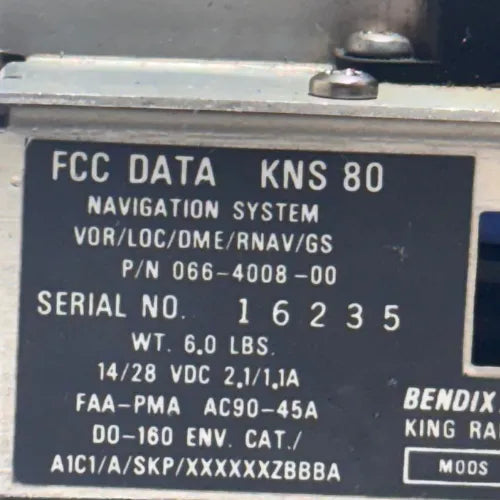 FCC DATA KNS 80
NAVIGATION SYSTEM
VOR/LOC/DME/RNAV/GS
P/N 066-4008-00
SERIAL NO. 16235
WT. 6.0 LBS.
14/28 VDC 2.1/1.1A
FAA-PMA AC90-45A
DO-160 ENV. CAT./
A1C1/A/SKP/XXXXXXZBBBA
BENDIX
KING
MODS